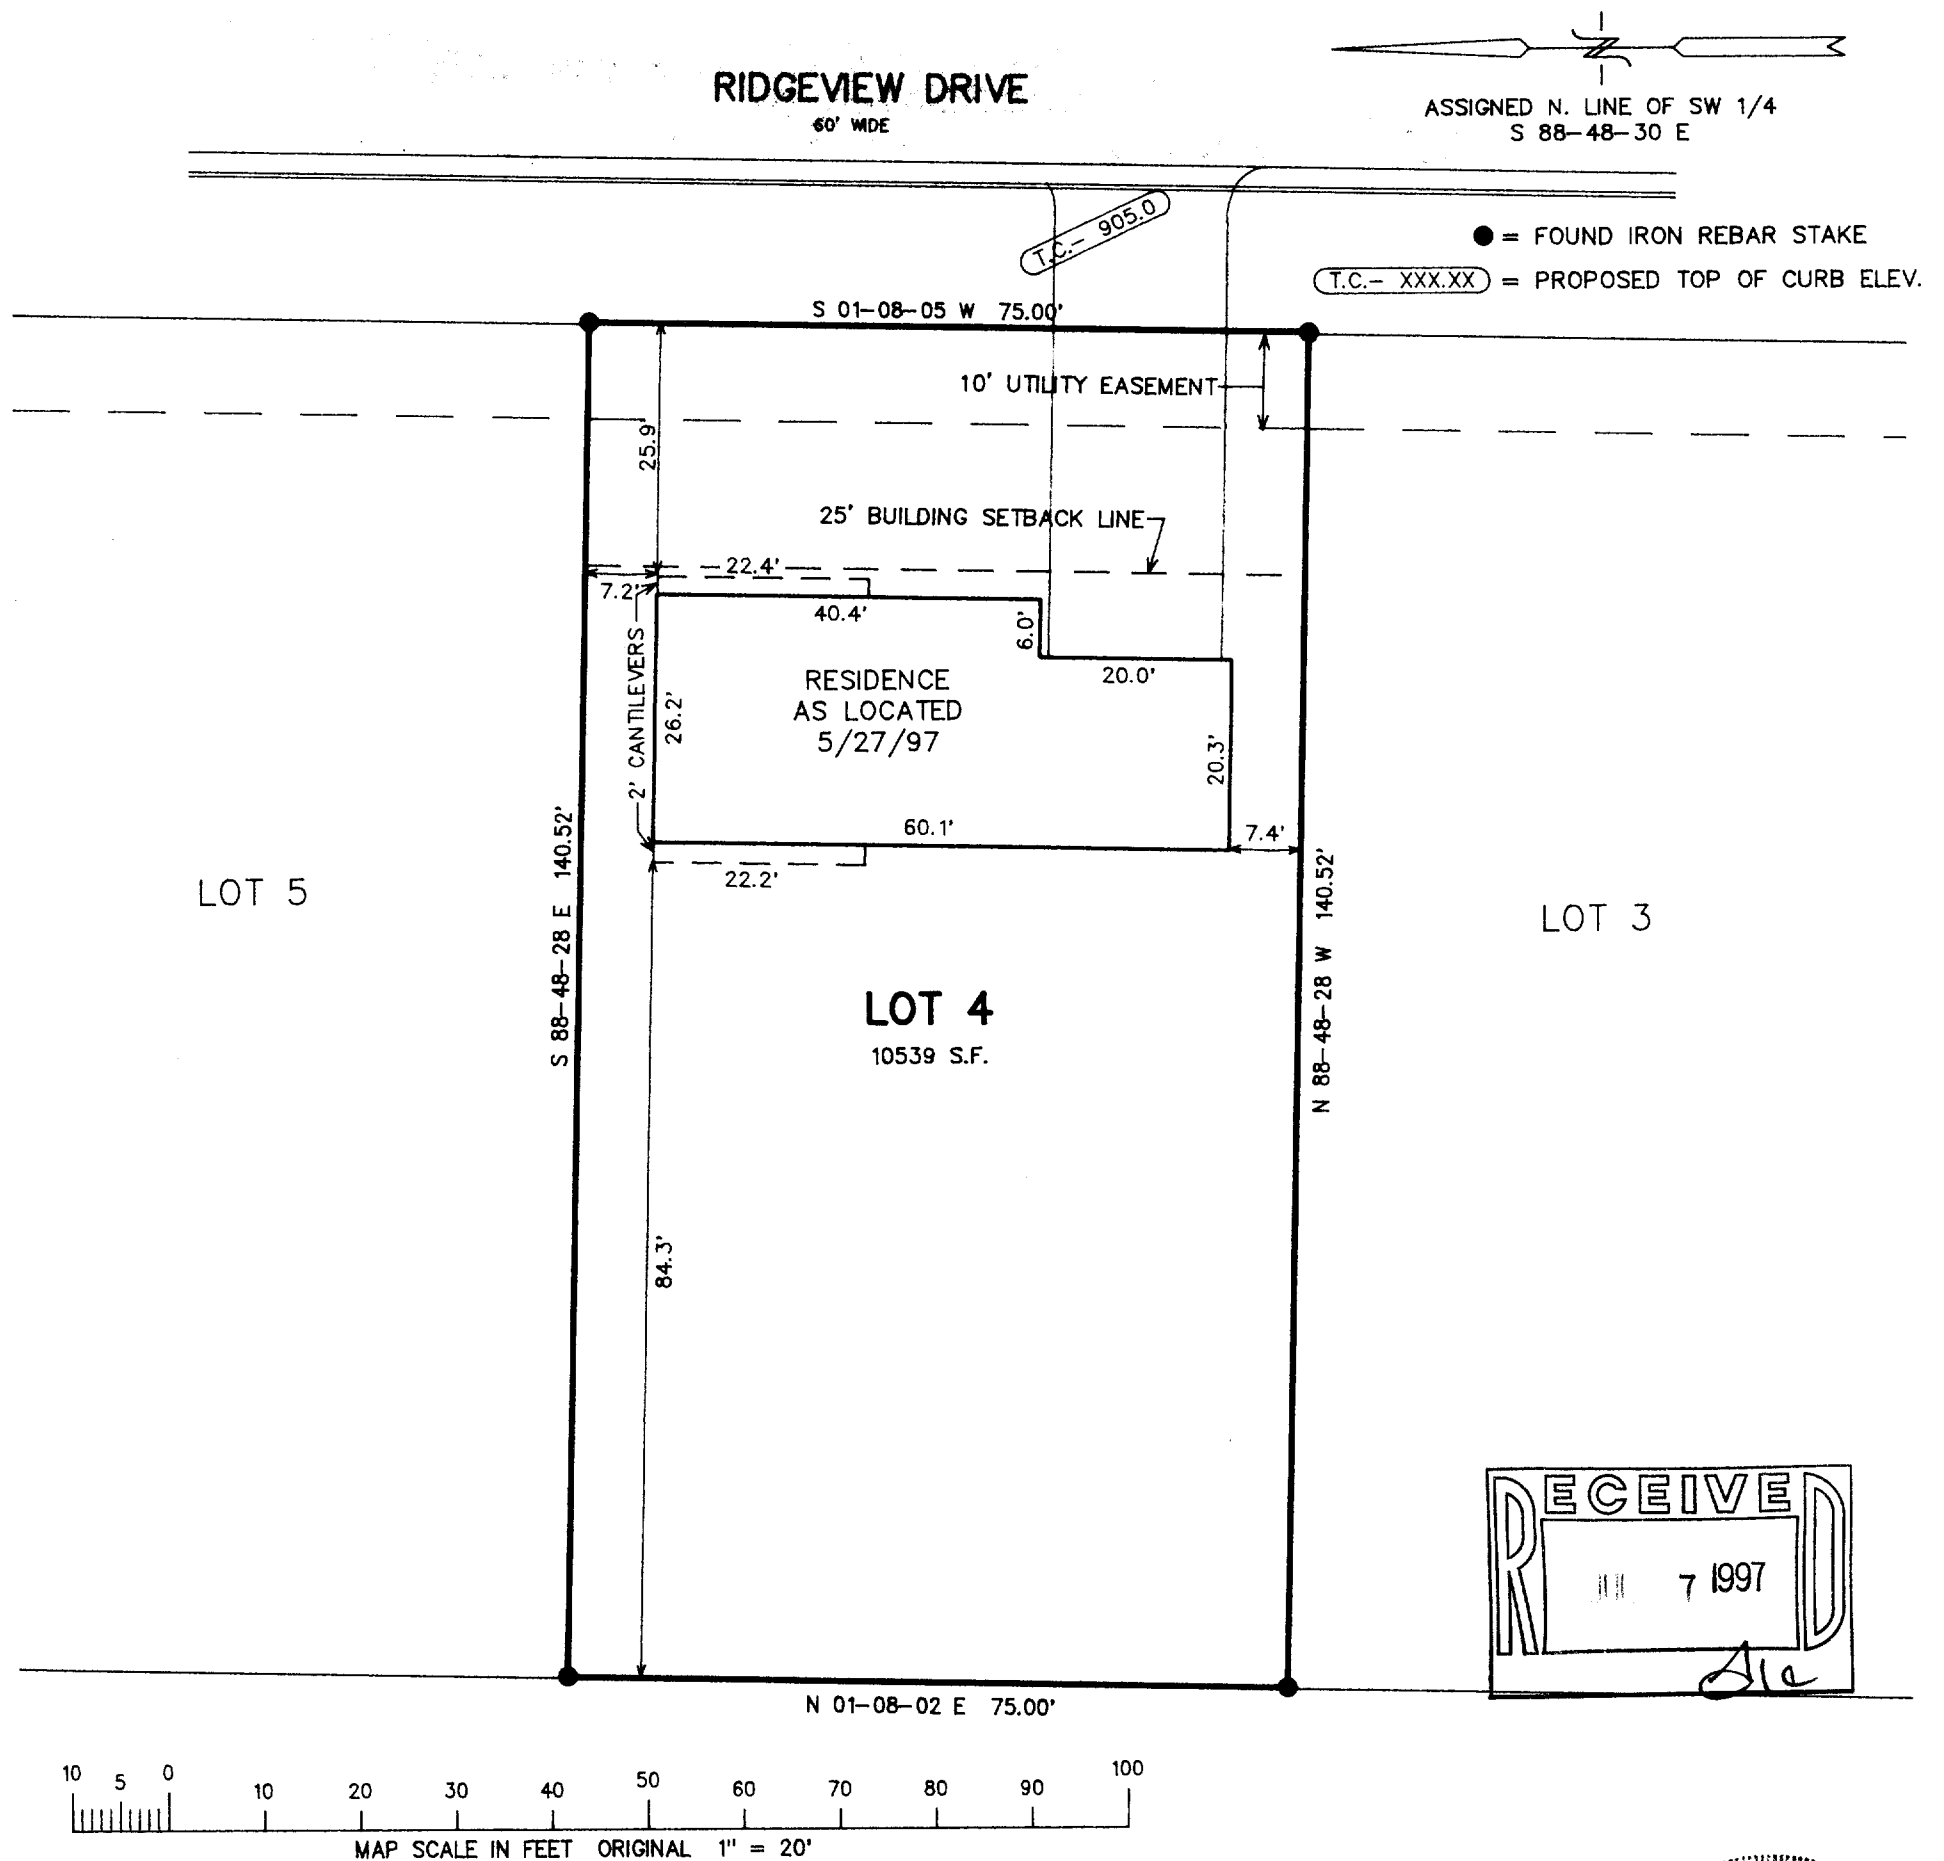 RIDGEVIEW DRIVE
60' WIDE
ASSIGNED N. LINE OF SW 1/4
S 88-48-30 E
T.C.- 905.0
= FOUND IRON REBAR STAKE
T.C.- XXX.XX = PROPOSED TOP OF CURB ELEV.
S 01-08-05 W 75.00'
10' UTILITY EASEMENT
25.9'
25' BUILDING SETBACK LINE
22.4'
7.2'
40.4'
6.0'
20.0'
2' CANTILEVERS
26.2'
RESIDENCE
AS LOCATED
5/27/97
20.3'
60.1'
7.4'
22.2'
S 88-48-28 E 140.52'
N 88-48-28 W 140.52'
LOT 5
LOT 3
LOT 4
10539 S.F.
84.3'
RECEIVED
7 1997
N 01-08-02 E 75.00'
10 5 0 10 20 30 40 50 60 70 80 90 100
MAP SCALE IN FEET ORIGINAL 1" = 20'